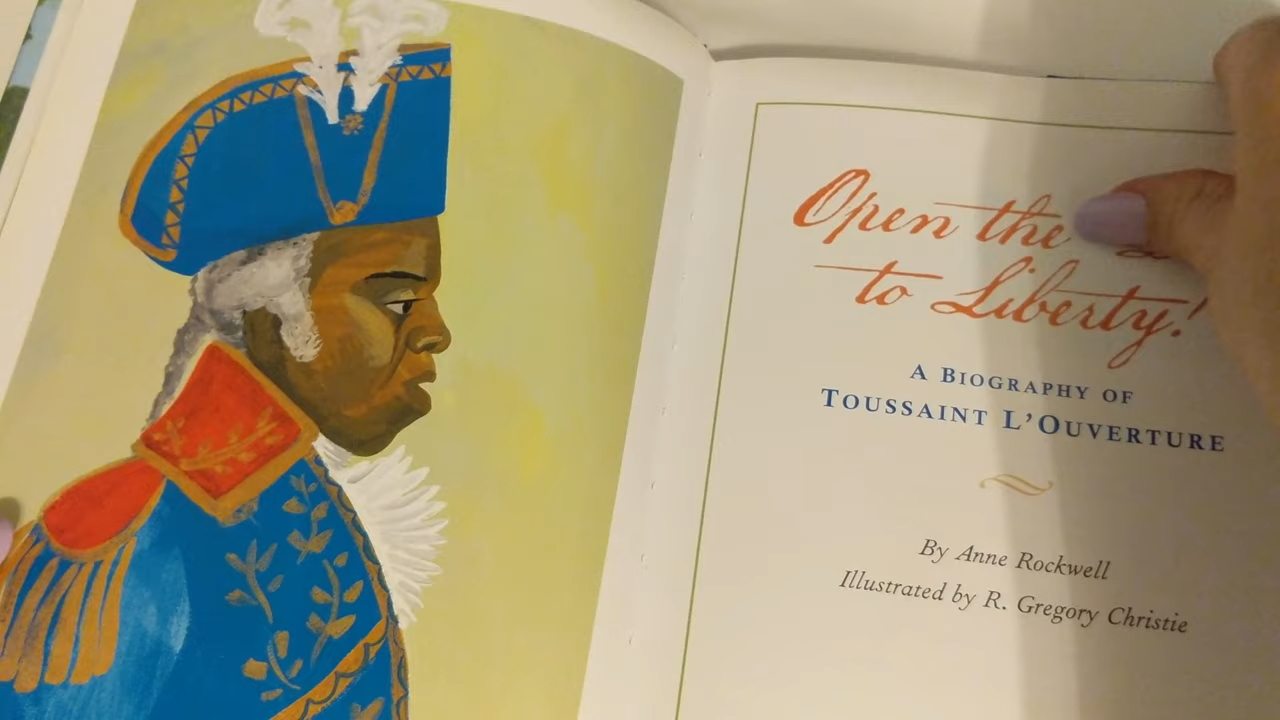 Open the
to Liberty!
A BIOGRAPHY OF
TOUSSAINT L'OUVERTURE
By Anne Rockwell
Illustrated by R. Gregory Christie